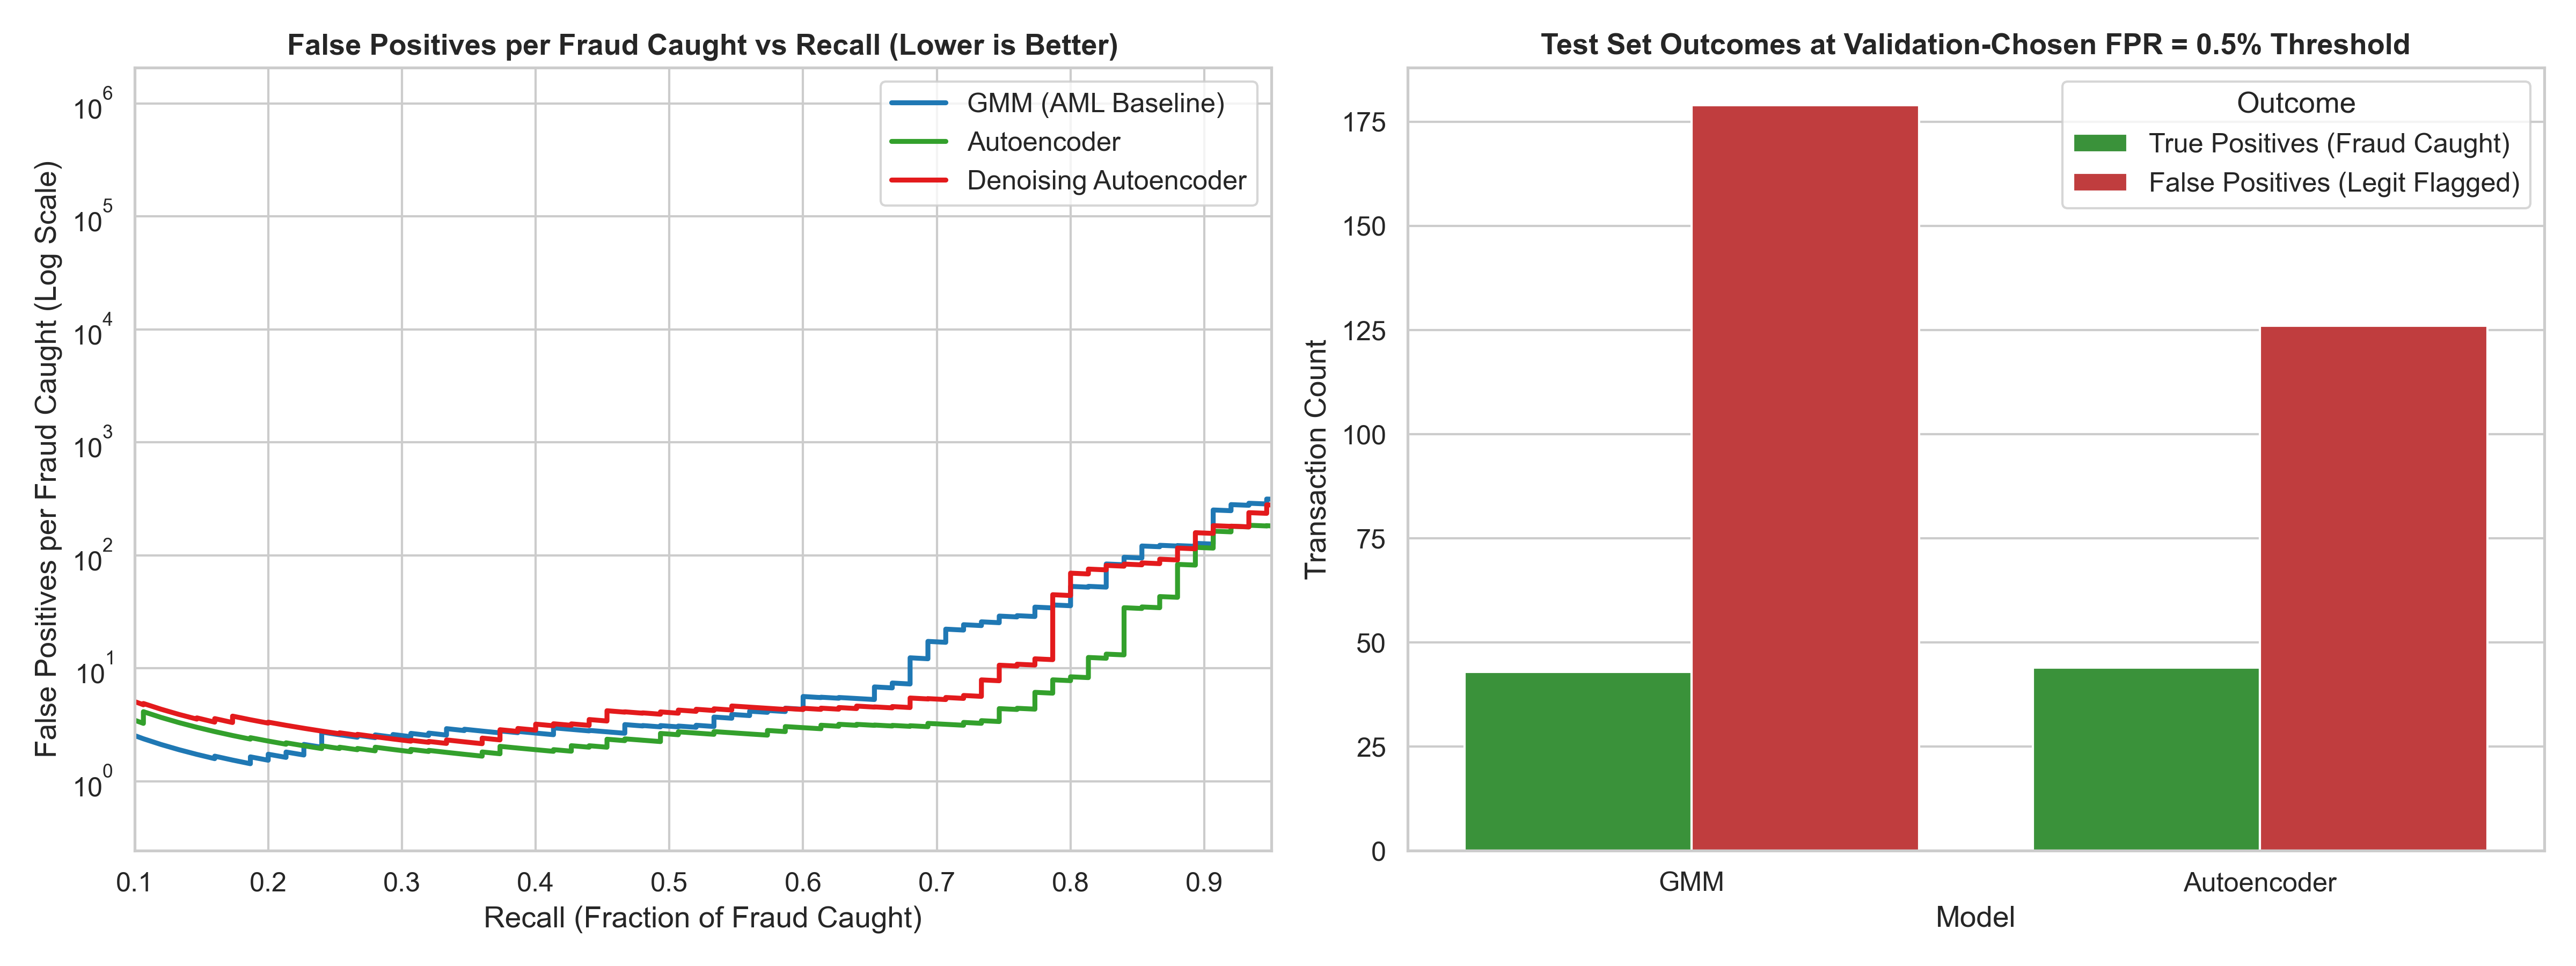 False Positives per Fraud Caught vs Recall (Lower is Better)
False Positives per Fraud Caught (Log Scale)
10^6
10^5
10^4
10^3
10^2
10^1
10^0
GMM (AML Baseline)
Autoencoder
Denoising Autoencoder
0.1 0.2 0.3 0.4 0.5 0.6 0.7 0.8 0.9
Recall (Fraction of Fraud Caught)
Test Set Outcomes at Validation-Chosen FPR = 0.5% Threshold
Transaction Count
175
150
125
100
75
50
25
0
Outcome
True Positives (Fraud Caught)
False Positives (Legit Flagged)
GMM Autoencoder
Model